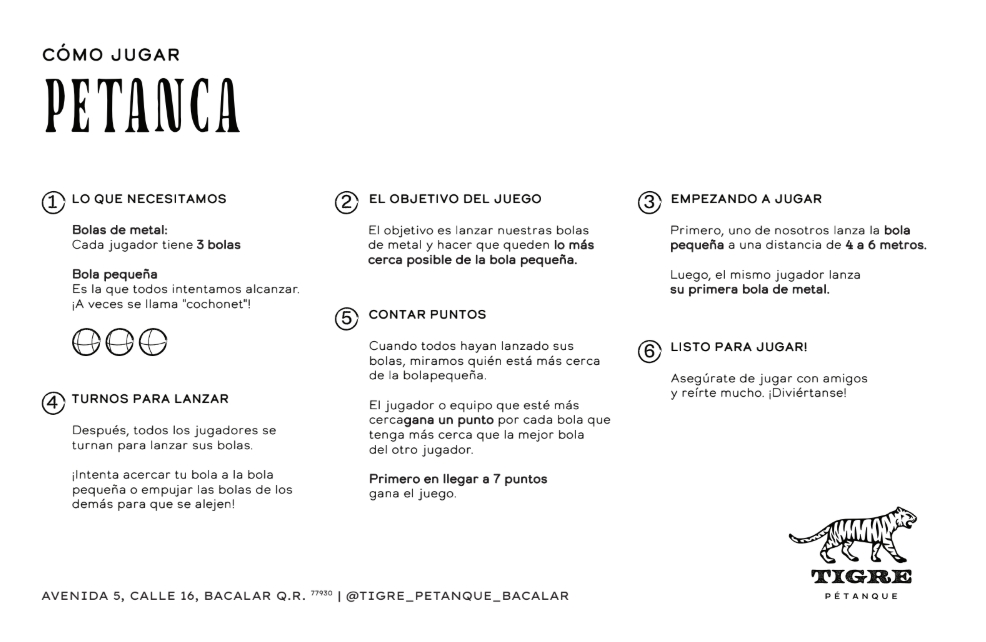 CÓMO JUGAR
PETANCA
1 LO QUE NECESITAMOS
Bolas de metal:
Cada jugador tiene 3 bolas
Bola pequeña
Es la que todos intentamos alcanzar.
¡A veces se llama "cochonet"!
2 EL OBJETIVO DEL JUEGO
El objetivo es lanzar nuestras bolas
de metal y hacer que queden lo más
cerca posible de la bola pequeña.
3 EMPEZANDO A JUGAR
Primero, uno de nosotros lanza la bola
pequeña a una distancia de 4 a 6 metros.
Luego, el mismo jugador lanza
su primera bola de metal.
4 TURNOS PARA LANZAR
Después, todos los jugadores se
turnan para lanzar sus bolas.
¡Intenta acercar tu bola a la bola
pequeña o empujar las bolas de los
demás para que se alejen!
5 CONTAR PUNTOS
Cuando todos hayan lanzado sus
bolas, miramos quién está más cerca
de la bolapequeña.
El jugador o equipo que esté más
cercagana un punto por cada bola que
tenga más cerca que la mejor bola
del otro jugador.
Primero en llegar a 7 puntos
gana el juego.
6 LISTO PARA JUGAR!
Asegúrate de jugar con amigos
y reírte mucho. ¡Diviértanse!
TIGRE
PÉTANQUE
AVENIDA 5, CALLE 16, BACALAR Q.R. 77930 | @TIGRE_PETANQUE_BACALAR